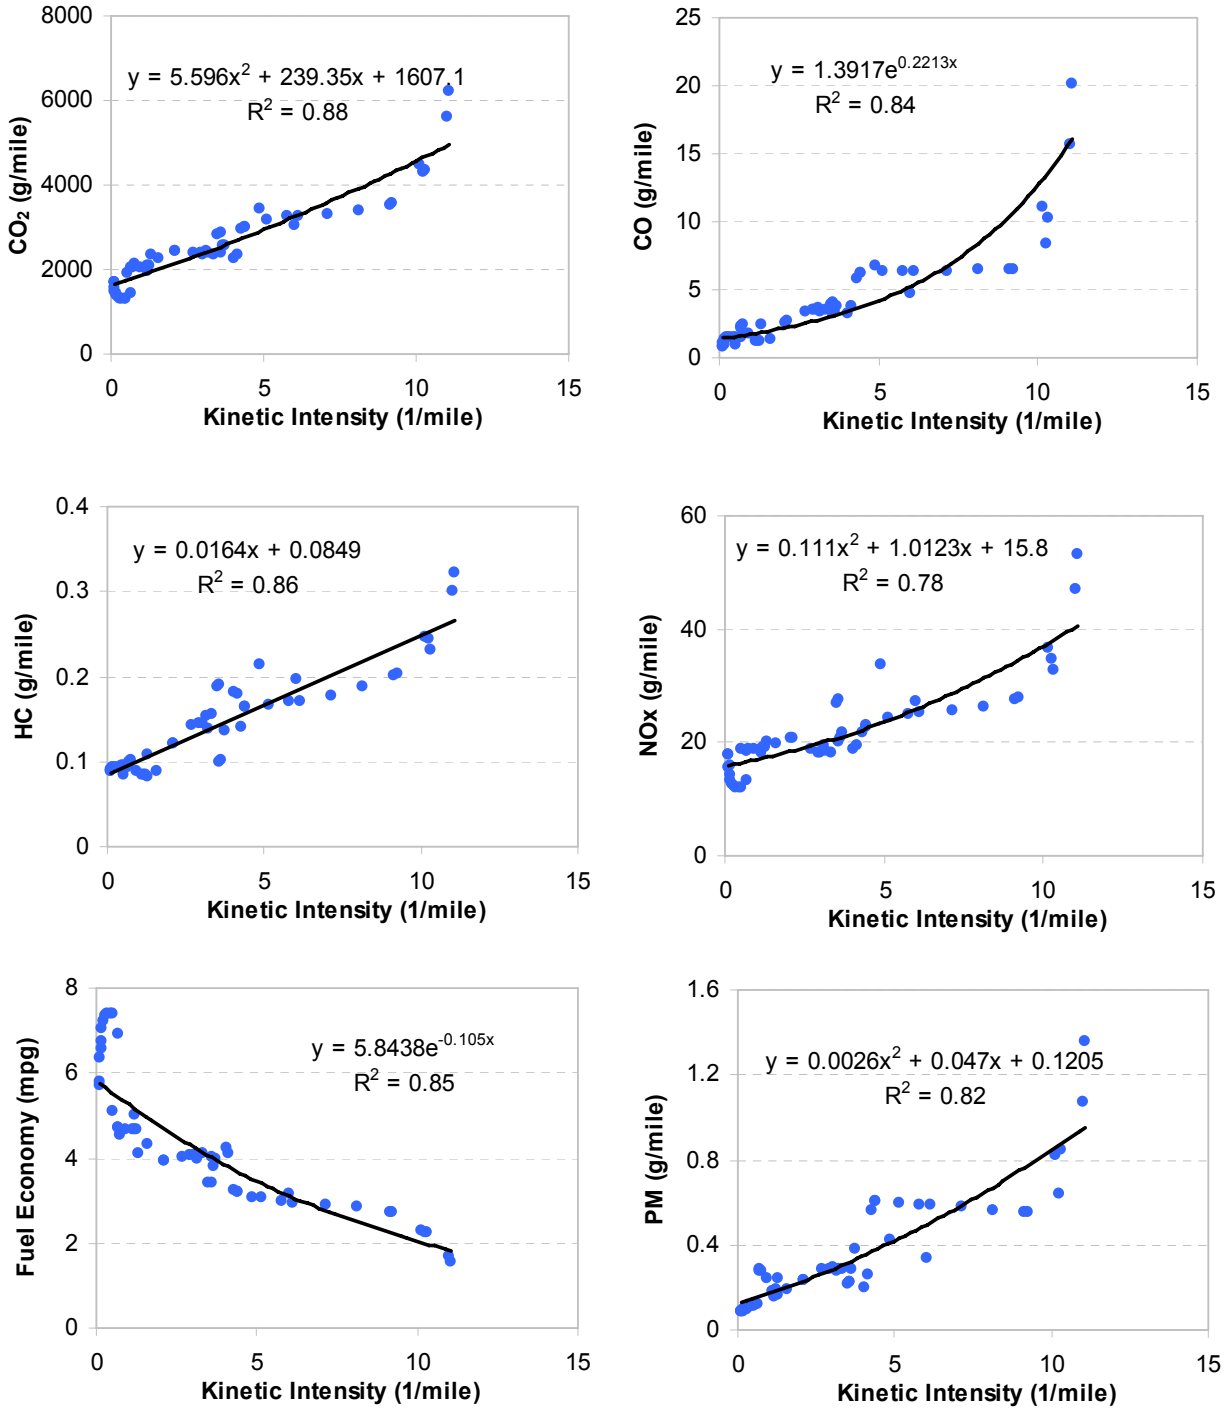 8000
6000
4000
2000
0
y = 5.596x² + 239.35x + 1607.1
R² = 0.88
CO₂ (g/mile)
0 5 10 15
Kinetic Intensity (1/mile)
25
20
15
10
5
0
y = 1.3917e^0.2213x
R² = 0.84
CO (g/mile)
0 5 10 15
Kinetic Intensity (1/mile)
0.4
0.3
0.2
0.1
0
y = 0.0164x + 0.0849
R² = 0.86
HC (g/mile)
0 5 10 15
Kinetic Intensity (1/mile)
60
40
20
0
y = 0.111x² + 1.0123x + 15.8
R² = 0.78
NOx (g/mile)
0 5 10 15
Kinetic Intensity (1/mile)
8
6
4
2
0
y = 5.8438e^-0.105x
R² = 0.85
Fuel Economy (mpg)
0 5 10 15
Kinetic Intensity (1/mile)
1.6
1.2
0.8
0.4
0
y = 0.0026x² + 0.047x + 0.1205
R² = 0.82
PM (g/mile)
0 5 10 15
Kinetic Intensity (1/mile)